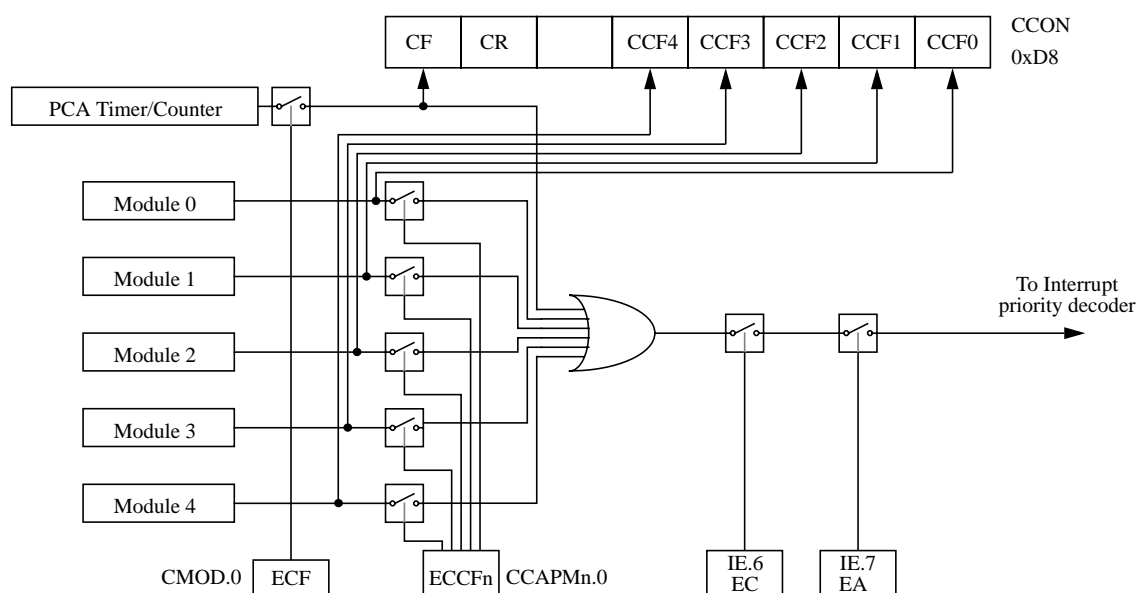 CF CR CCF4 CCF3 CCF2 CCF1 CCF0 CCON
0xD8
PCA Timer/Counter
Module 0
Module 1
To Interrupt
priority decoder
Module 2
Module 3
Module 4
CMOD.0 ECF ECCFn CCAPMn.0
IE.6
EC
IE.7
EA